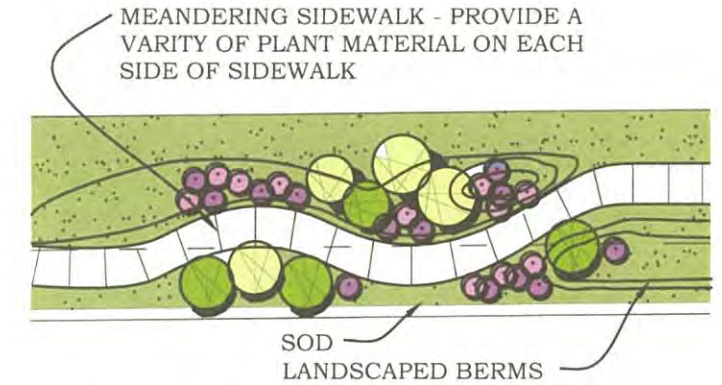 MEANDERING SIDEWALK - PROVIDE A
VARITY OF PLANT MATERIAL ON EACH
SIDE OF SIDEWALK
SOD
LANDSCAPED BERMS